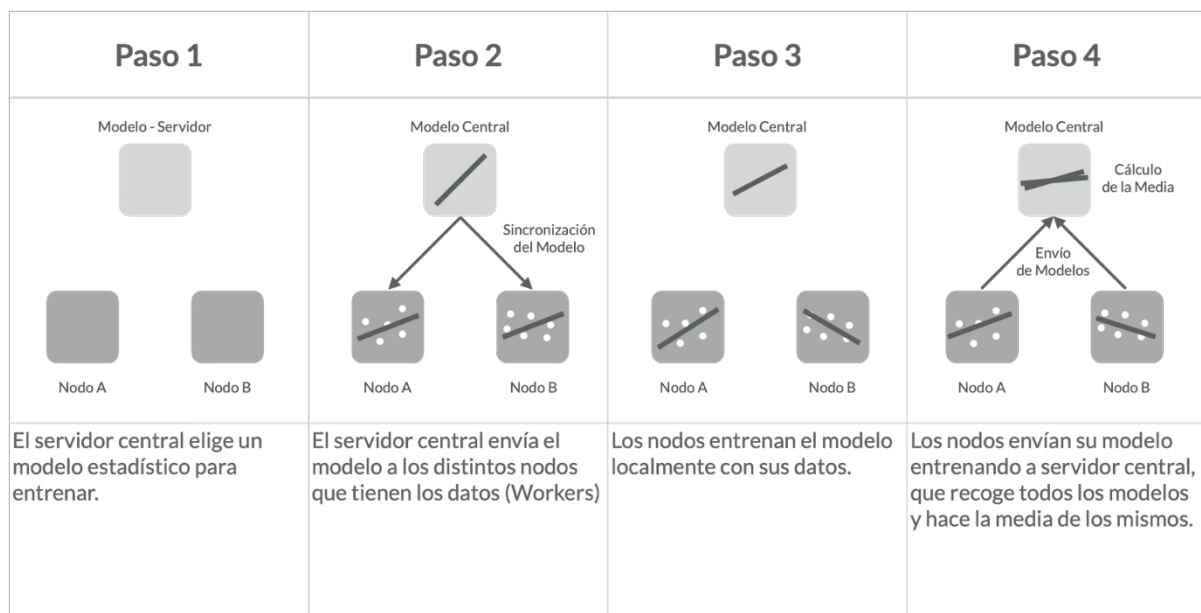 Paso 1
Paso 2
Paso 3
Paso 4
Modelo - Servidor
Nodo A
Nodo B
Modelo Central
Sincronización
del Modelo
Nodo A
Nodo B
Modelo Central
Nodo A
Nodo B
Modelo Central
Cálculo
de la Media
Envío
de Modelos
Nodo A
Nodo B
El servidor central elige un
modelo estadístico para
entrenar.
El servidor central envía el
modelo a los distintos nodos
que tienen los datos (Workers)
Los nodos entrenan el modelo
localmente con sus datos.
Los nodos envían su modelo
entrenando a servidor central,
que recoge todos los modelos
y hace la media de los mismos.